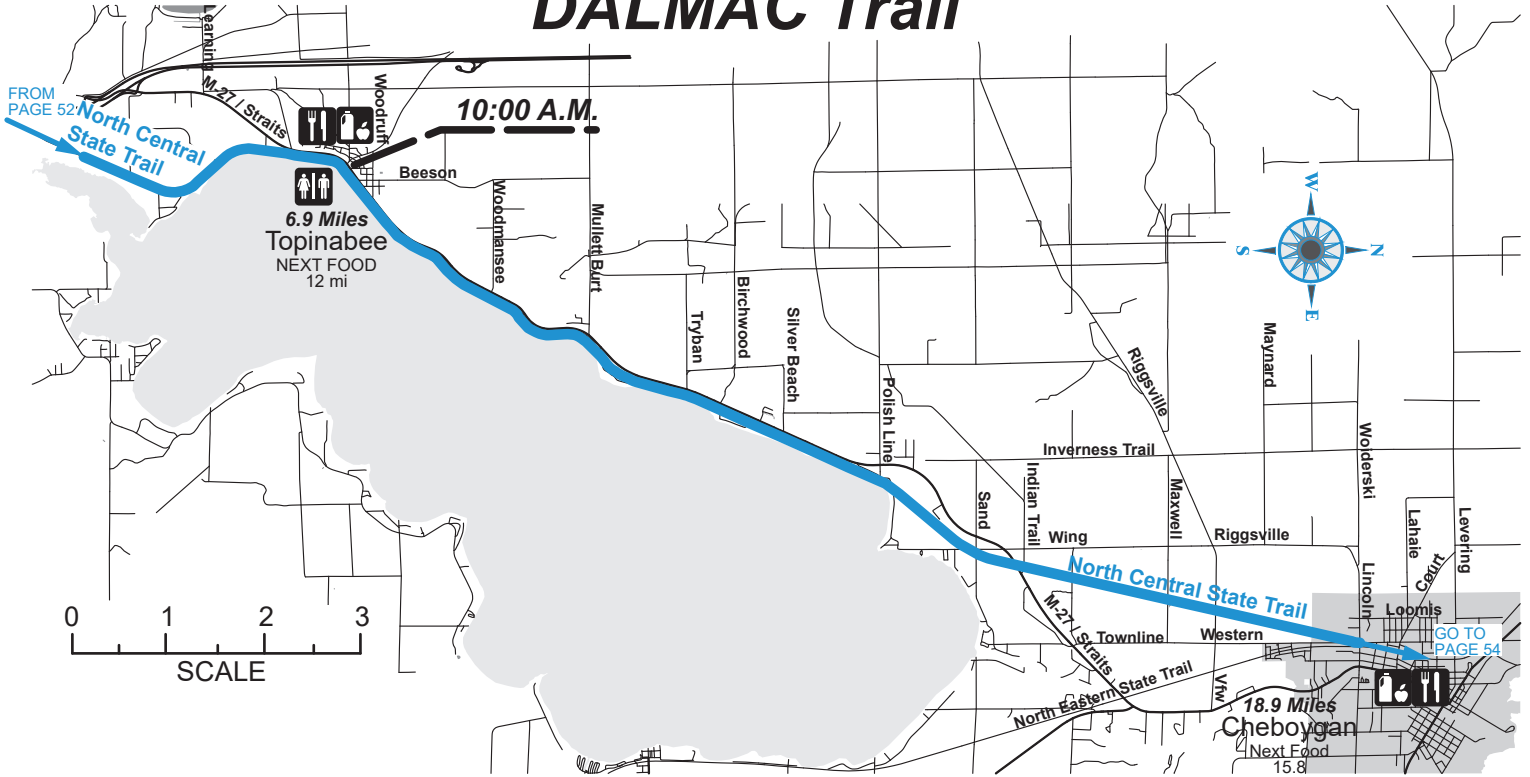 DALMAC Trail
Learning
FROM
PAGE 52
North Central
State Trail
M-27 / Straits
Woodruff
10:00 A.M.
Beeson
6.9 Miles
Topinabee
NEXT FOOD
12 mi
Woodmansee
Mullett Burt
Tryban
Birchwood
Silver Beach
Polish Line
W
S
N
E
Riggsville
Maynard
Inverness Trail
Woiderski
Sand
Indian Trail
Maxwell
Lahaie
Levering
Wing
Riggsville
Court
North Central State Trail
Lincoln
Loomis
M-27 / Straits
Townline
Western
GO TO
PAGE 54
North Eastern State Trail
Vfw
18.9 Miles
Cheboygan
Next Food
15.8
0 1 2 3
SCALE